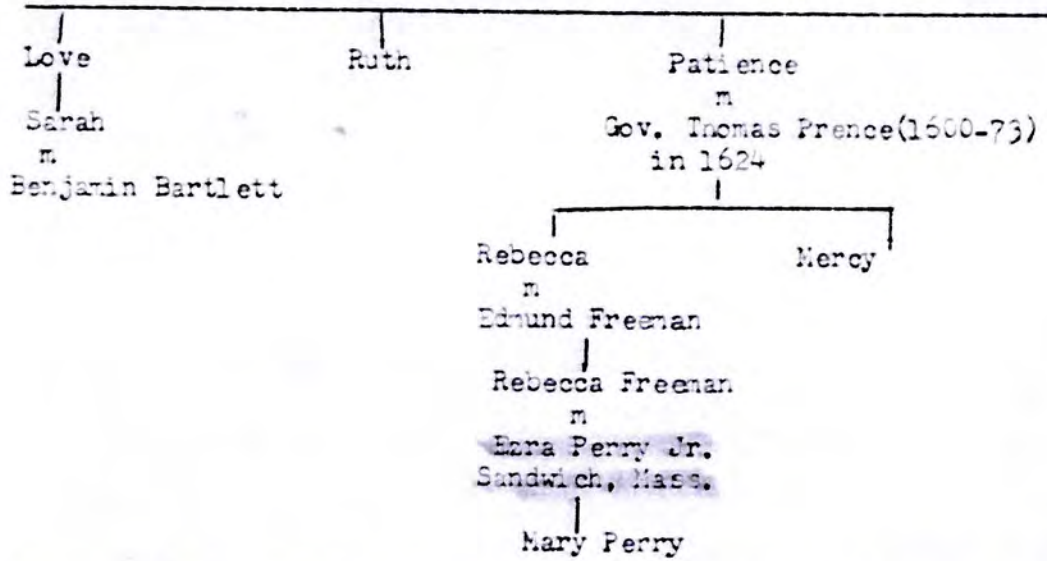 Love Ruth Patience
m
Sarah Gov. Thomas Prence(1600-73)
m in 1624
Benjamin Bartlett
Rebecca Mercy
m
Edmund Freeman
Rebecca Freeman
m
Ezra Perry Jr.
Sandwich, Mass.
Mary Perry